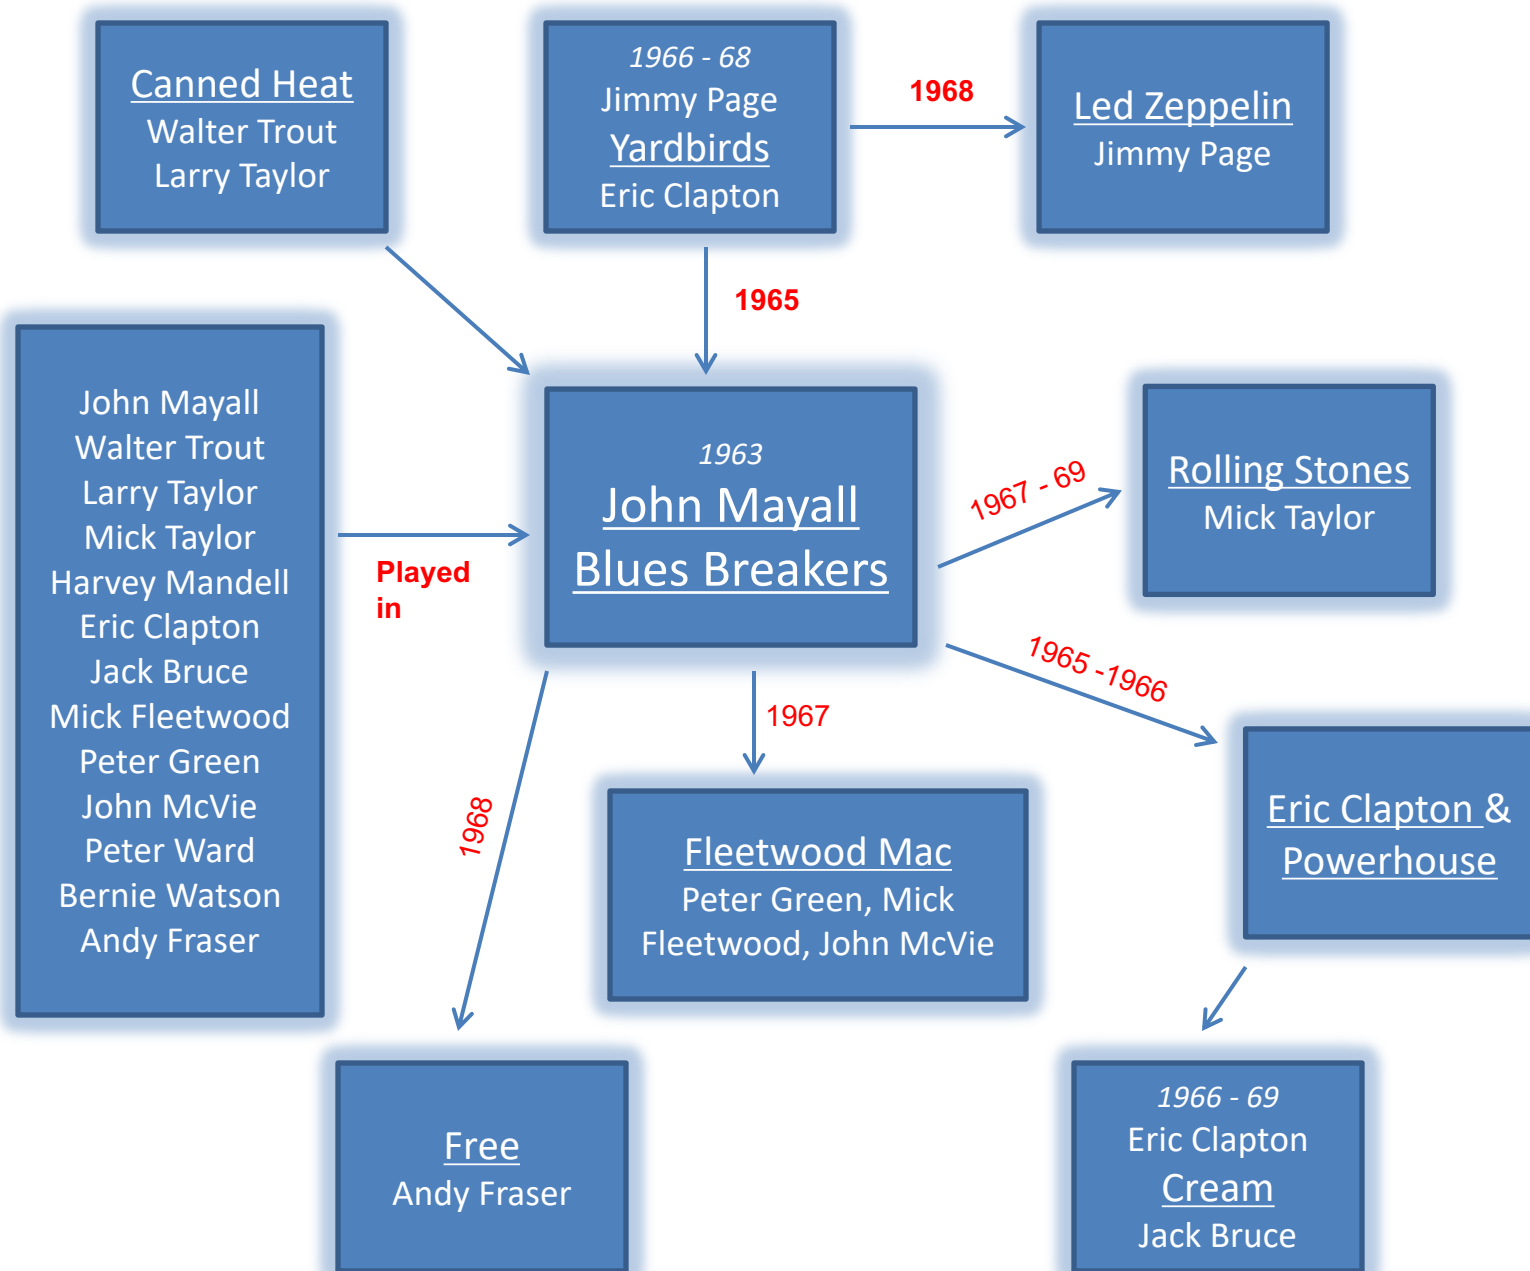 Canned Heat
Walter Trout
Larry Taylor
1966 - 68
Jimmy Page
Yardbirds
Eric Clapton
1968
Led Zeppelin
Jimmy Page
1965
John Mayall
Walter Trout
Larry Taylor
Mick Taylor
Harvey Mandell
Eric Clapton
Jack Bruce
Mick Fleetwood
Peter Green
John McVie
Peter Ward
Bernie Watson
Andy Fraser
Played
in
1963
John Mayall
Blues Breakers
1967 - 69
Rolling Stones
Mick Taylor
1965 -1966
Eric Clapton &
Powerhouse
1967
Fleetwood Mac
Peter Green, Mick
Fleetwood, John McVie
1968
Free
Andy Fraser
1966 - 69
Eric Clapton
Cream
Jack Bruce